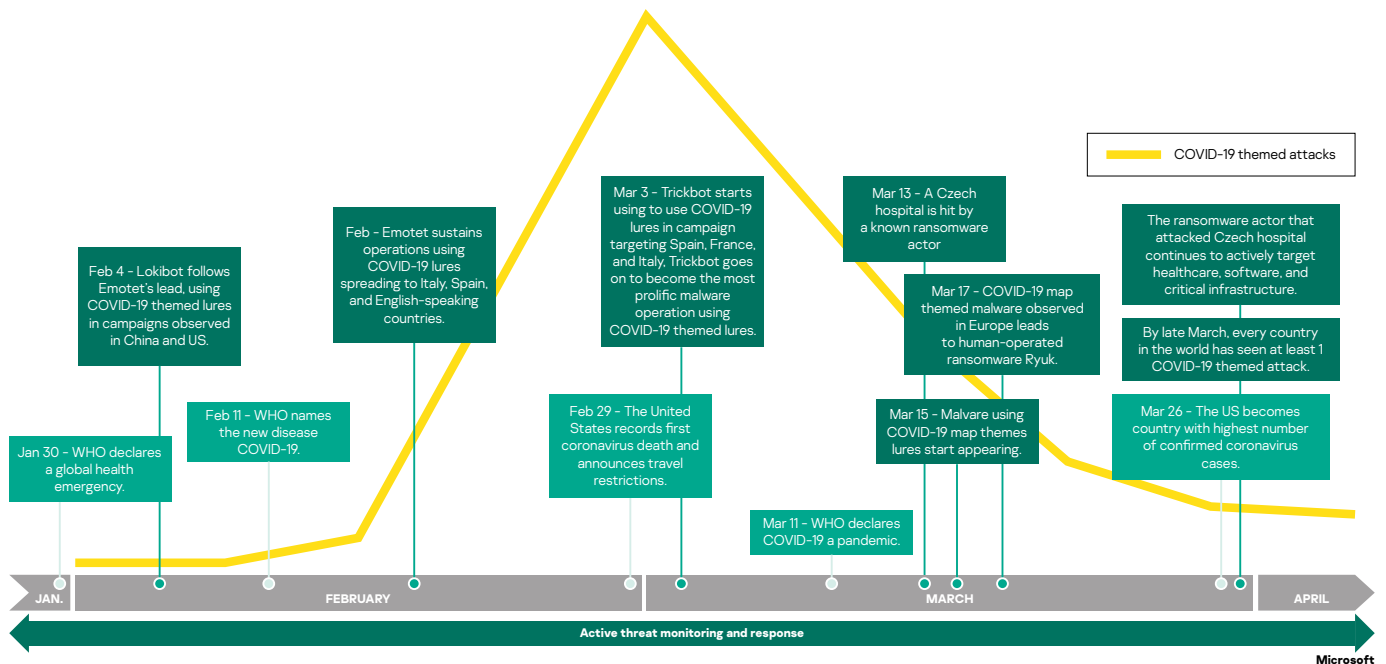 COVID-19 themed attacks
Feb 4 - Lokibot follows
Emotet's lead, using
COVID-19 themed lures
in campaigns observed
in China and US.
Feb - Emotet sustains
operations using
COVID-19 lures
spreading to Italy, Spain,
and English-speaking
countries.
Mar 3 - Trickbot starts
using to use COVID-19
lures in campaign
targeting Spain, France,
and Italy, Trickbot goes
on to become the most
prolific malware
operation using
COVID-19 themed lures.
Mar 13 - A Czech
hospital is hit by
a known ransomware
actor
Mar 17 - COVID-19 map
themed malware observed
in Europe leads
to human-operated
ransomware Ryuk.
The ransomware actor that
attacked Czech hospital
continues to actively target
healthcare, software, and
critical infrastructure.
By late March, every country
in the world has seen at least 1
COVID-19 themed attack.
Jan 30 - WHO declares
a global health
emergency.
Feb 11 - WHO names
the new disease
COVID-19.
Feb 29 - The United
States records first
coronavirus death and
announces travel
restrictions.
Mar 15 - Malvare using
COVID-19 map themes
lures start appearing.
Mar 26 - The US becomes
country with highest number
of confirmed coronavirus
cases.
Mar 11 - WHO declares
COVID-19 a pandemic.
JAN.
FEBRUARY
MARCH
APRIL
Active threat monitoring and response
Microsoft